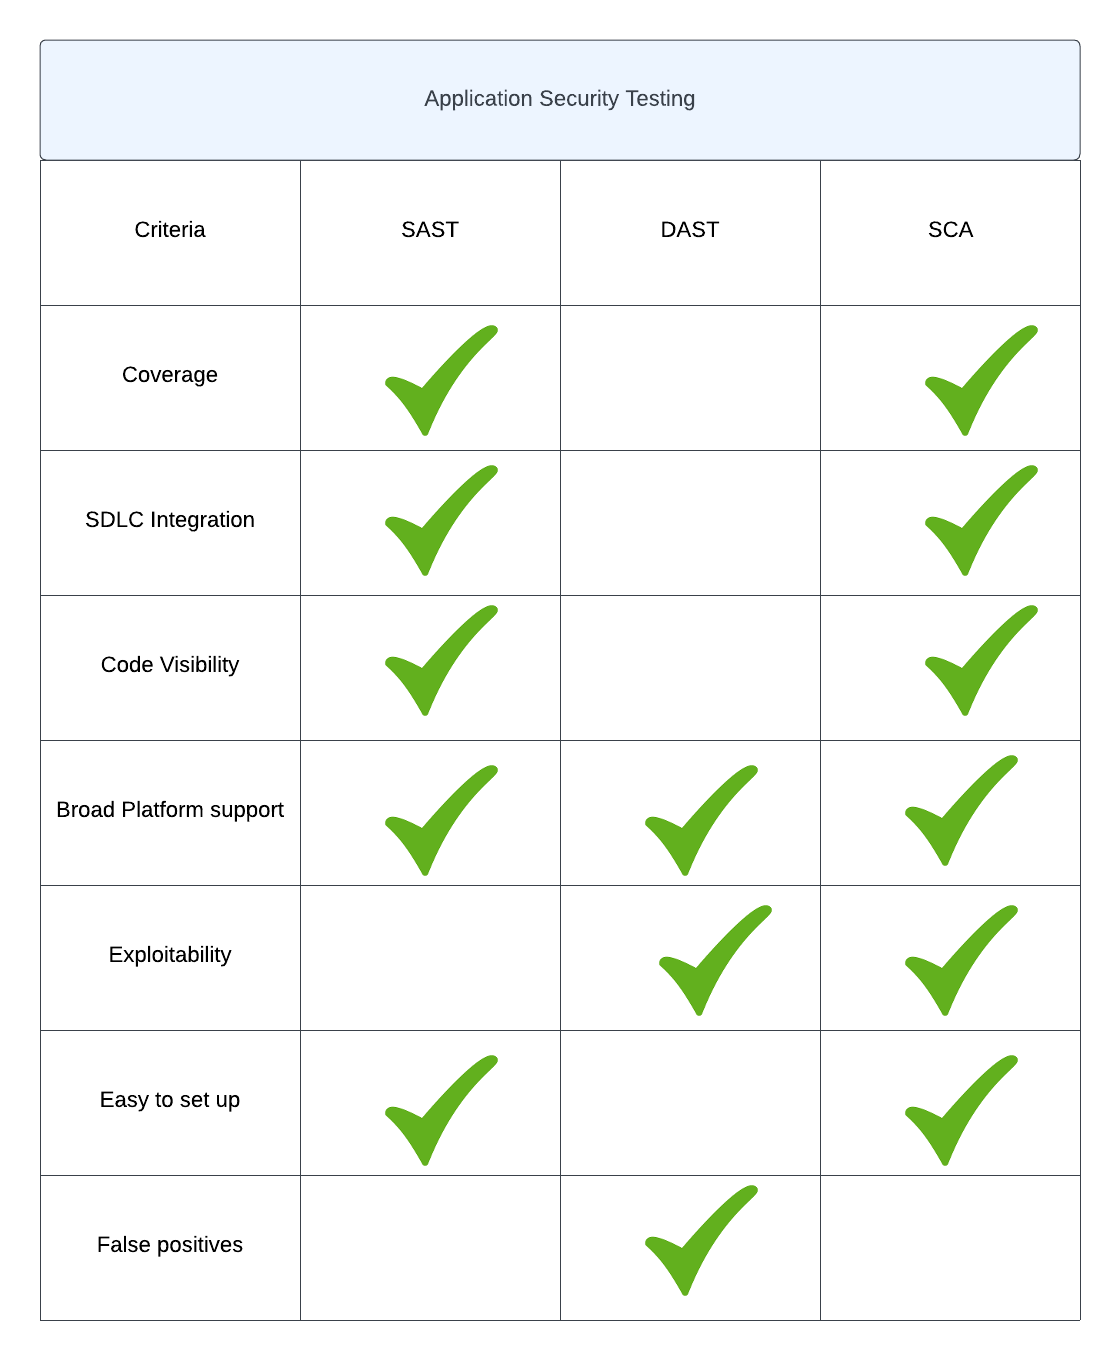 Application Security Testing
Criteria
SAST
DAST
SCA
Coverage
SDLC Integration
Code Visibility
Broad Platform support
Exploitability
Easy to set up
False positives